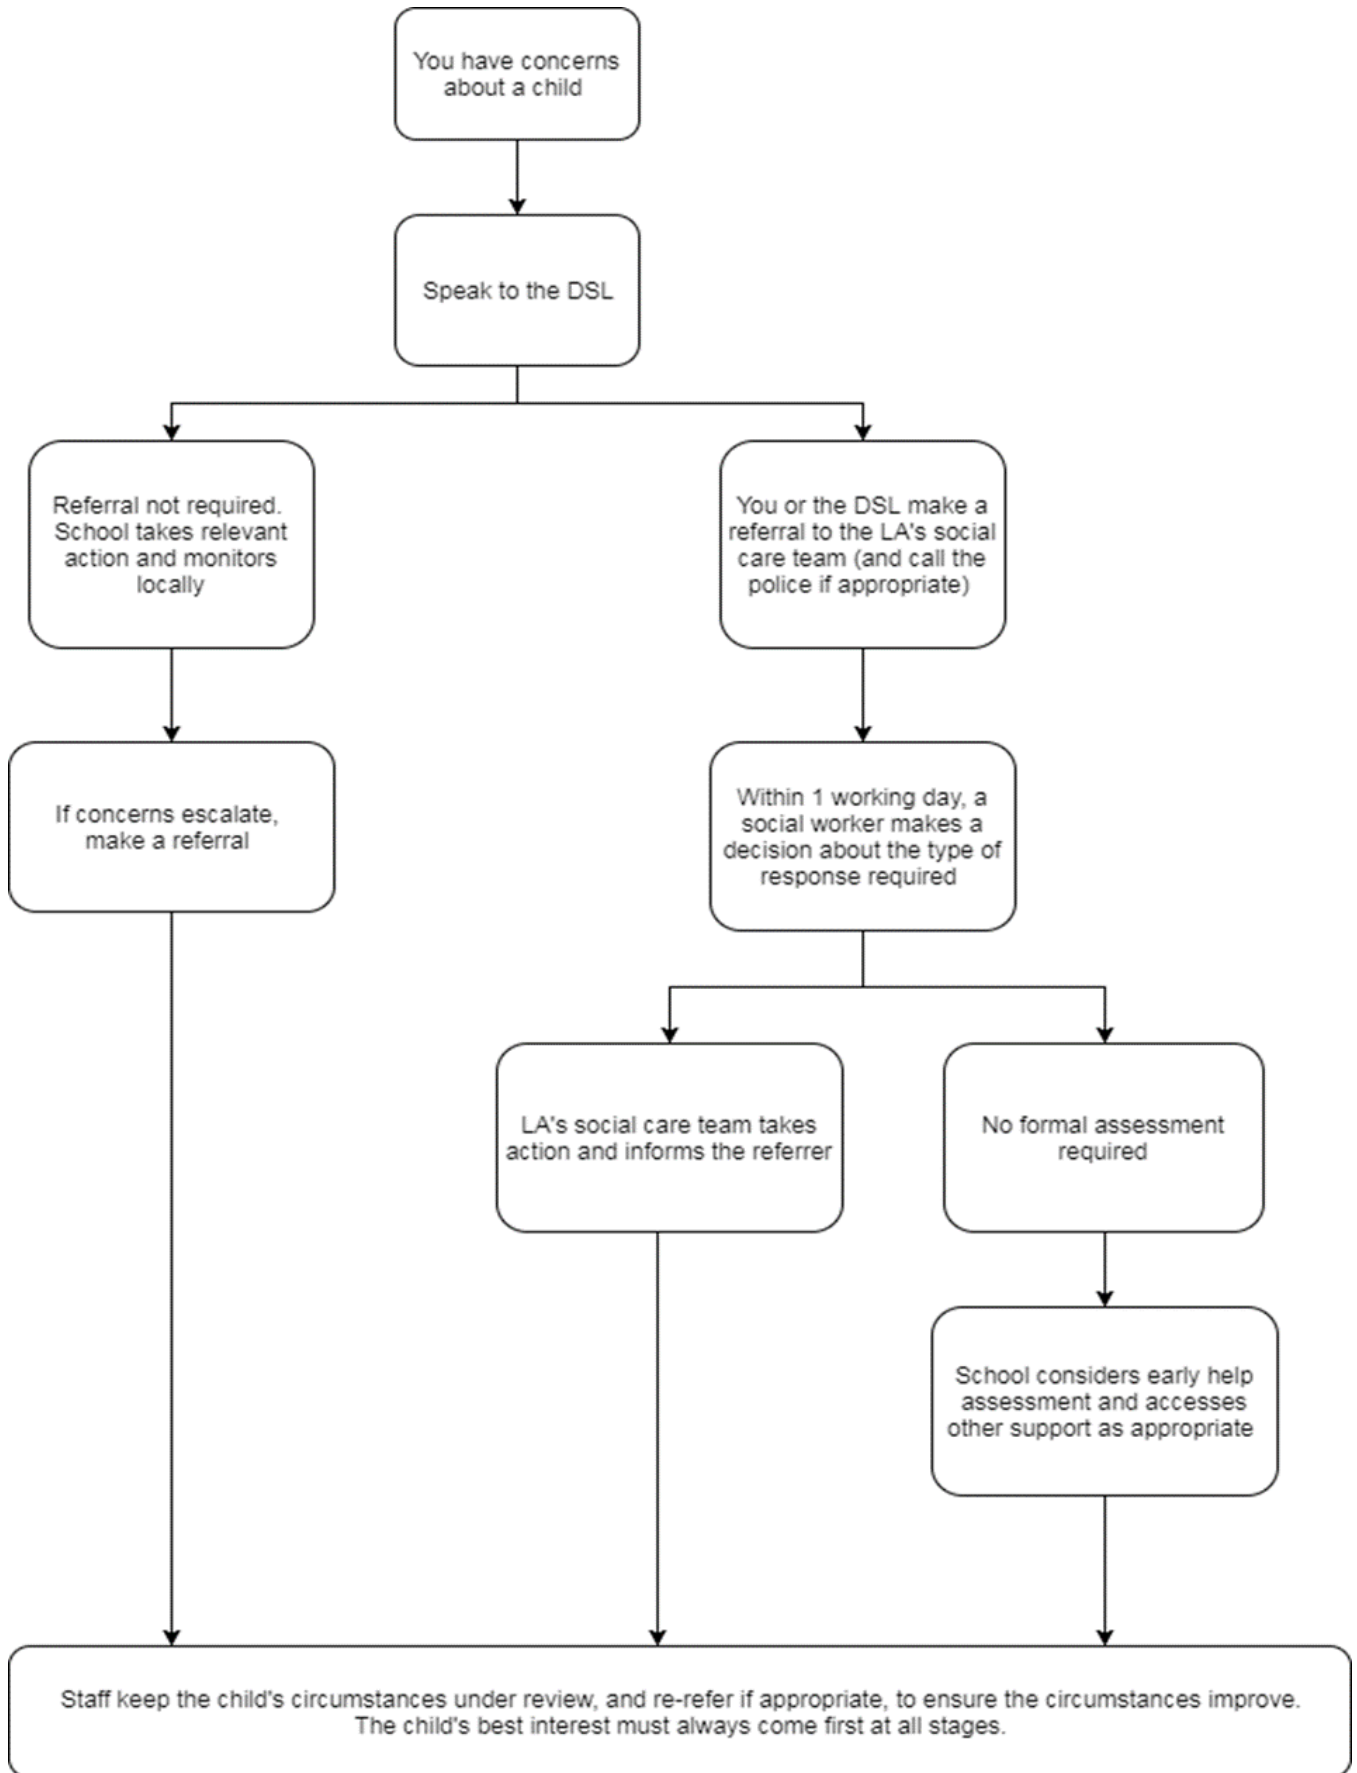 You have concerns
about a child
Speak to the DSL
Referral not required.
School takes relevant
action and monitors
locally
You or the DSL make a
referral to the LA's social
care team (and call the
police if appropriate)
If concerns escalate,
make a referral
Within 1 working day, a
social worker makes a
decision about the type of
response required
LA's social care team takes
action and informs the referrer
No formal assessment
required
School considers early help
assessment and accesses
other support as appropriate
Staff keep the child's circumstances under review, and re-refer if appropriate, to ensure the circumstances improve.
The child's best interest must always come first at all stages.